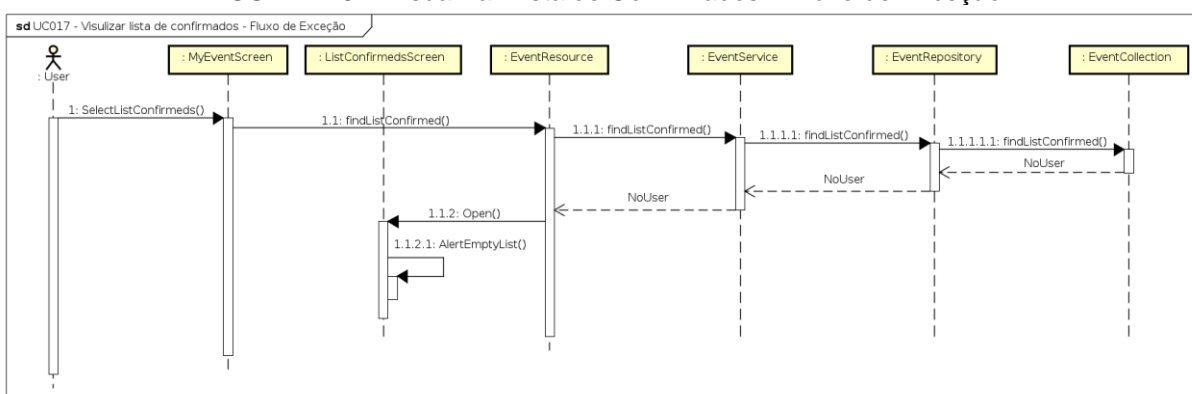 sd UC017 - Visulizar lista de confirmados - Fluxo de Exceção
: User
: MyEventScreen
: ListConfirmedsScreen
: EventResource
: EventService
: EventRepository
: EventCollection
1: SelectListConfirmeds()
1.1: findListConfirmed()
1.1.1: findListConfirmed()
1.1.1.1: findListConfirmed()
1.1.1.1.1: findListConfirmed()
NoUser
NoUser
NoUser
1.1.2: Open()
1.1.2.1: AlertEmptyList()